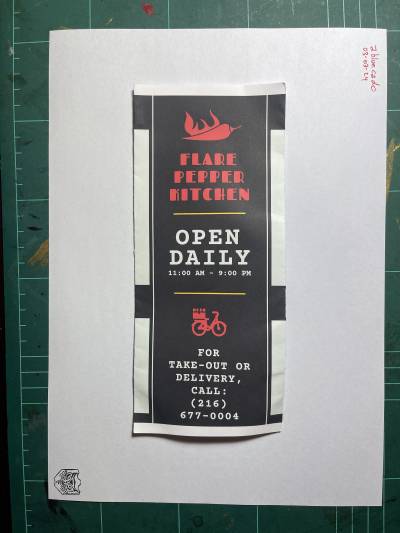 FLARE
PEPPER
KITCHEN
OPEN
DAILY
11:00 AM - 9:00 PM
FOR
TAKE-OUT OR
DELIVERY,
CALL:
(216)
677-0004